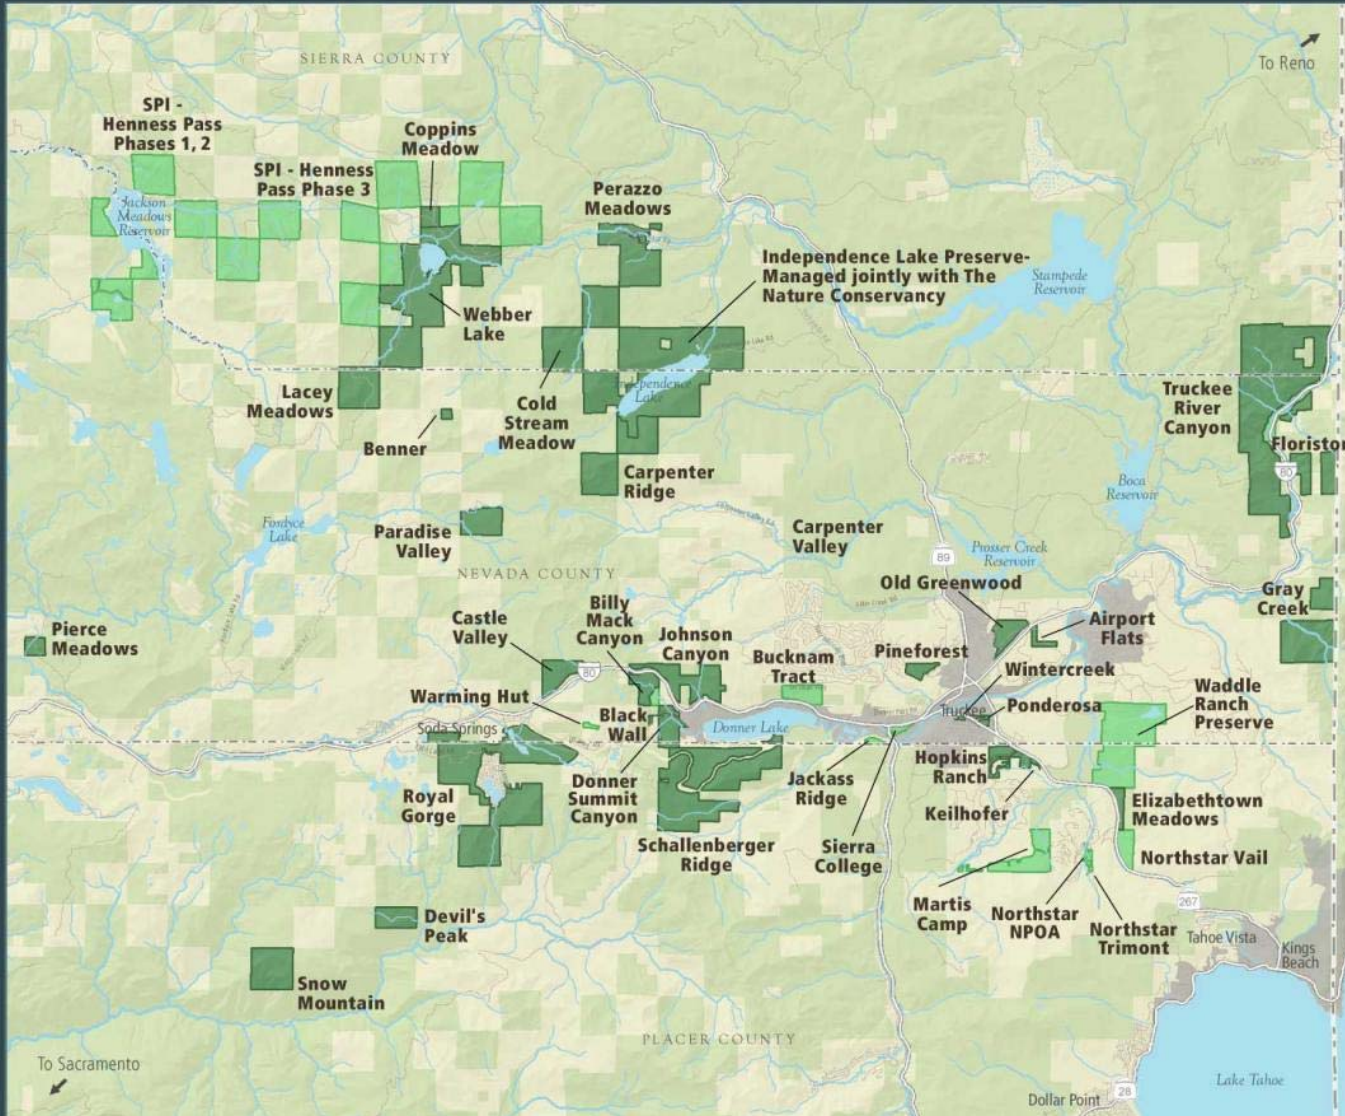 SIERRA COUNTY
To Reno
SPI -
Henness Pass
Phases 1, 2
SPI - Henness
Pass Phase 3
Coppins
Meadow
Perazzo
Meadows
Jackson
Meadows
Reservoir
Independence Lake Preserve-
Managed jointly with The
Nature Conservancy
Stampede
Reservoir
Webber
Lake
Lacey
Meadows
Benner
Cold
Stream
Meadow
Independence
Lake
Truckee
River
Canyon
Floriston
80
Carpenter
Ridge
Boca
Reservoir
Fordyce
Lake
Paradise
Valley
Carpenter
Valley
89
Prosser Creek
Reservoir
NEVADA COUNTY
Old Greenwood
Gray
Creek
Pierce
Meadows
Castle
Valley
Billy
Mack
Canyon
Johnson
Canyon
Bucknam
Tract
Pineforest
Airport
Flats
Wintercreek
80
Warming Hut
Soda Springs
Black
Wall
Donner Lake
Truckee
Ponderosa
Waddle
Ranch
Preserve
Royal
Gorge
Donner
Summit
Canyon
Schallenberger
Ridge
Jackass
Ridge
Sierra
College
Hopkins
Ranch
Keilhofer
Elizabethtown
Meadows
Northstar Vail
Martis
Camp
Northstar
NPOA
Northstar
Trimont
267
Tahoe Vista
Kings
Beach
Devil's
Peak
Snow
Mountain
PLACER COUNTY
To Sacramento
Lake Tahoe
Dollar Point
28